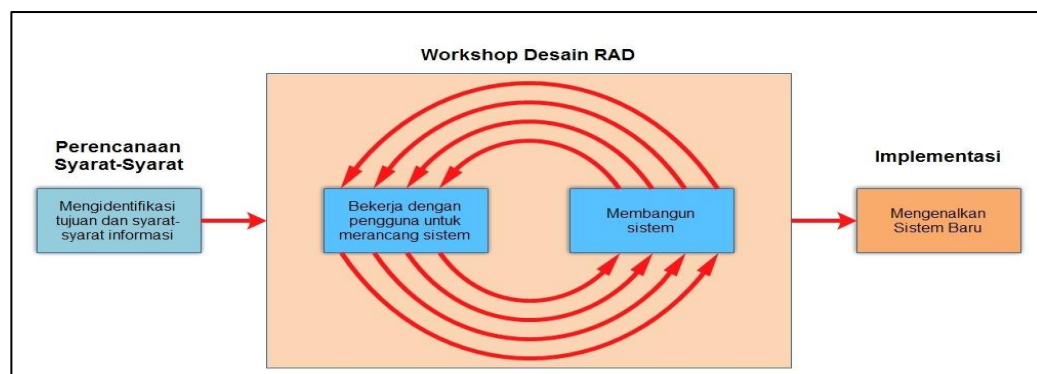 Workshop Desain RAD
Perencanaan
Syarat-Syarat
Mengidentifikasi
tujuan dan syarat-
syarat informasi
Bekerja dengan
pengguna untuk
merancang sistem
Membangun
sistem
Implementasi
Mengenalkan
Sistem Baru